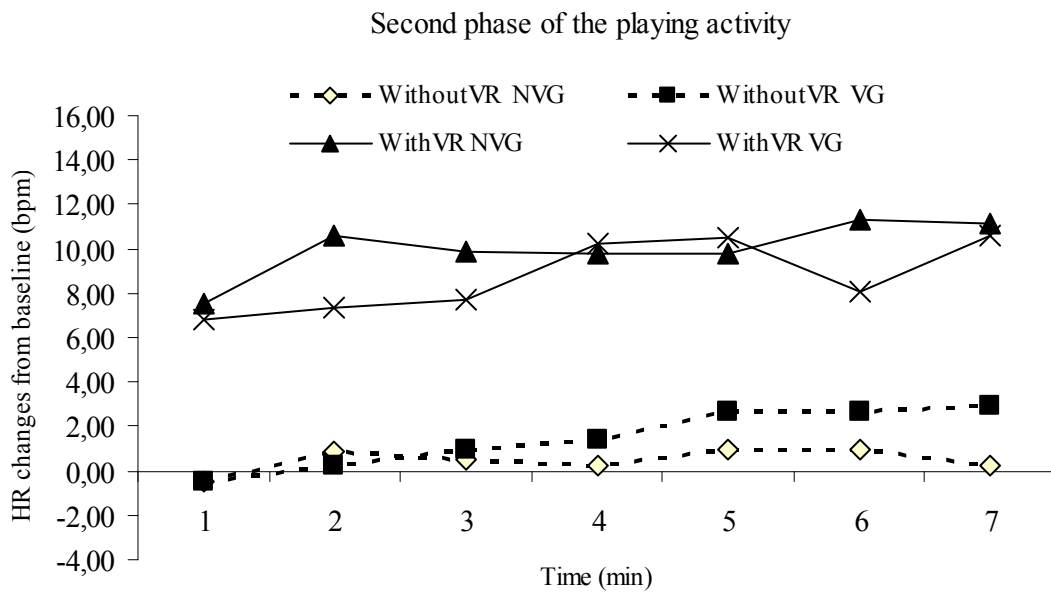 Second phase of the playing activity
WithoutVR NVG
WithoutVR VG
WithVR NVG
WithVR VG
HR changes from baseline (bpm)
16,00
14,00
12,00
10,00
8,00
6,00
4,00
2,00
0,00
-2,00
-4,00
1 2 3 4 5 6 7
Time (min)